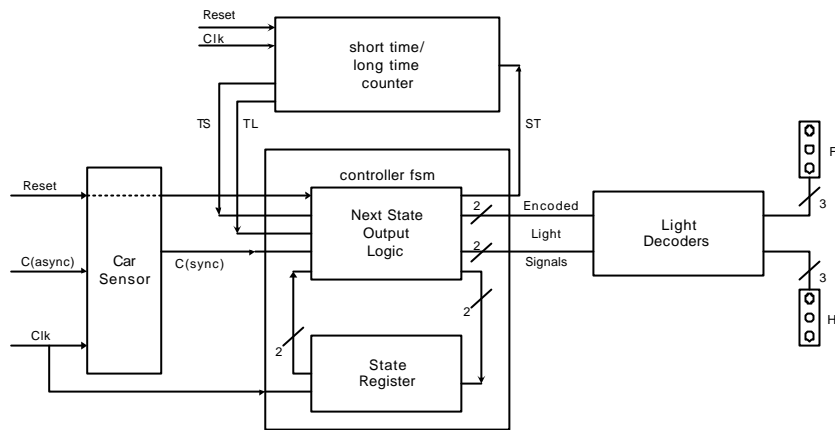 Reset
Clk
short time/
long time
counter
TS
TL
ST
controller fsm
Reset
Next State
Output
Logic
2
Encoded
Light
Decoders
F
3
C(async)
Car
Sensor
C(sync)
2
Light
Signals
3
H
Clk
2
2
State
Register